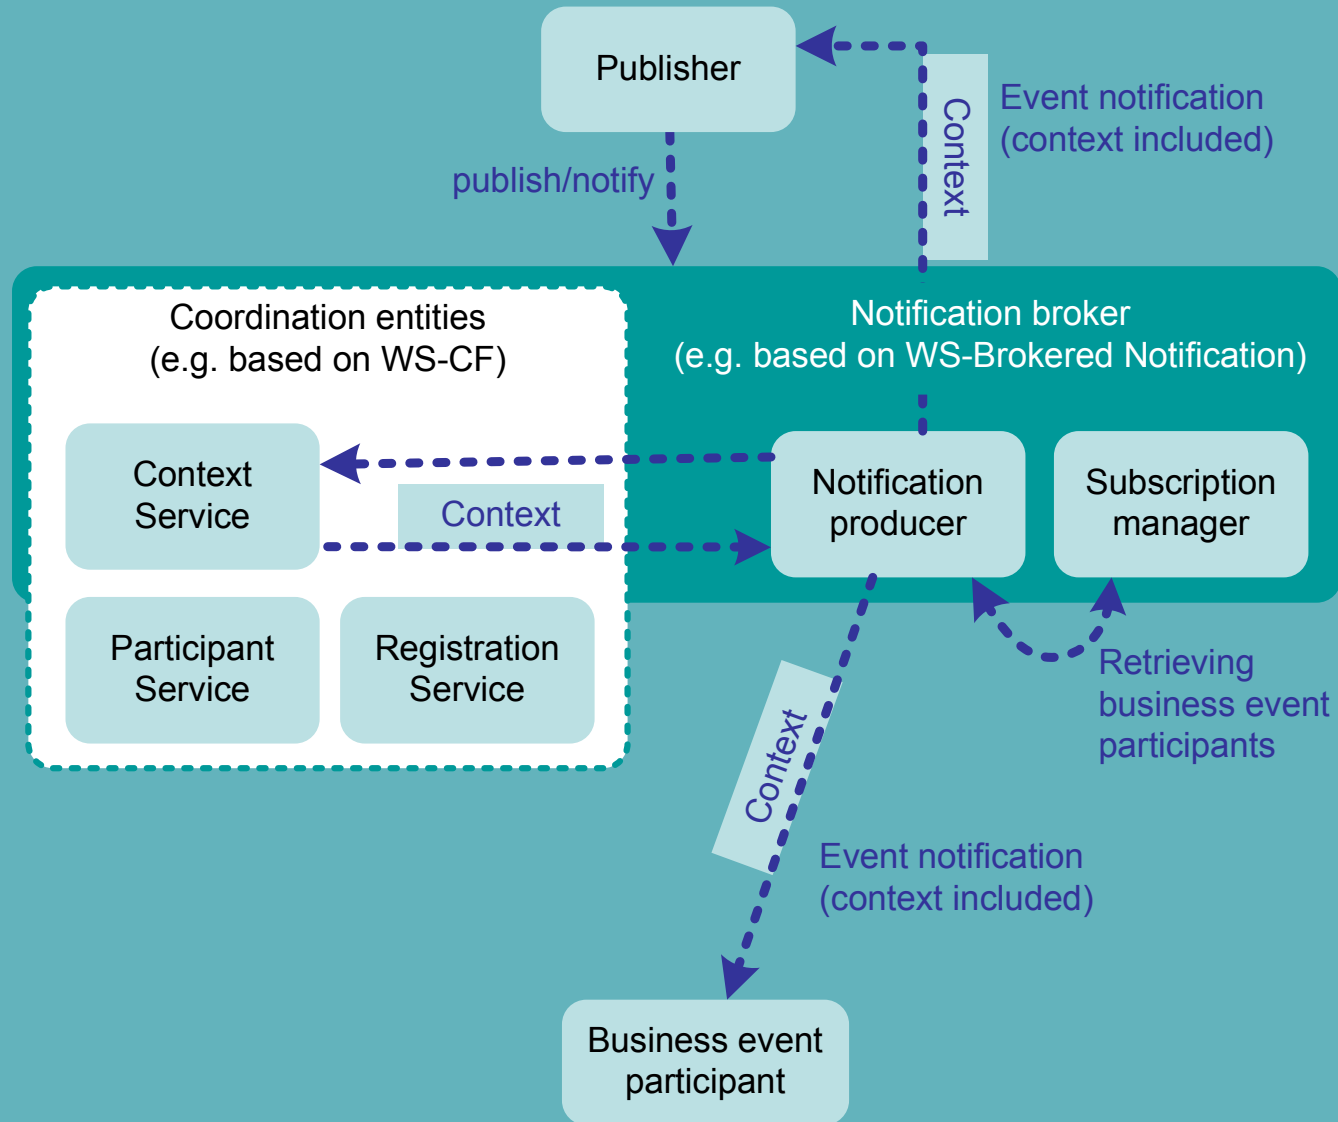 Publisher
Context
Event notification
(context included)
publish/notify
Coordination entities
(e.g. based on WS-CF)
Notification broker
(e.g. based on WS-Brokered Notification)
Context
Service
Context
Notification
producer
Subscription
manager
Participant
Service
Registration
Service
Retrieving
business event
participants
Context
Event notification
(context included)
Business event
participant